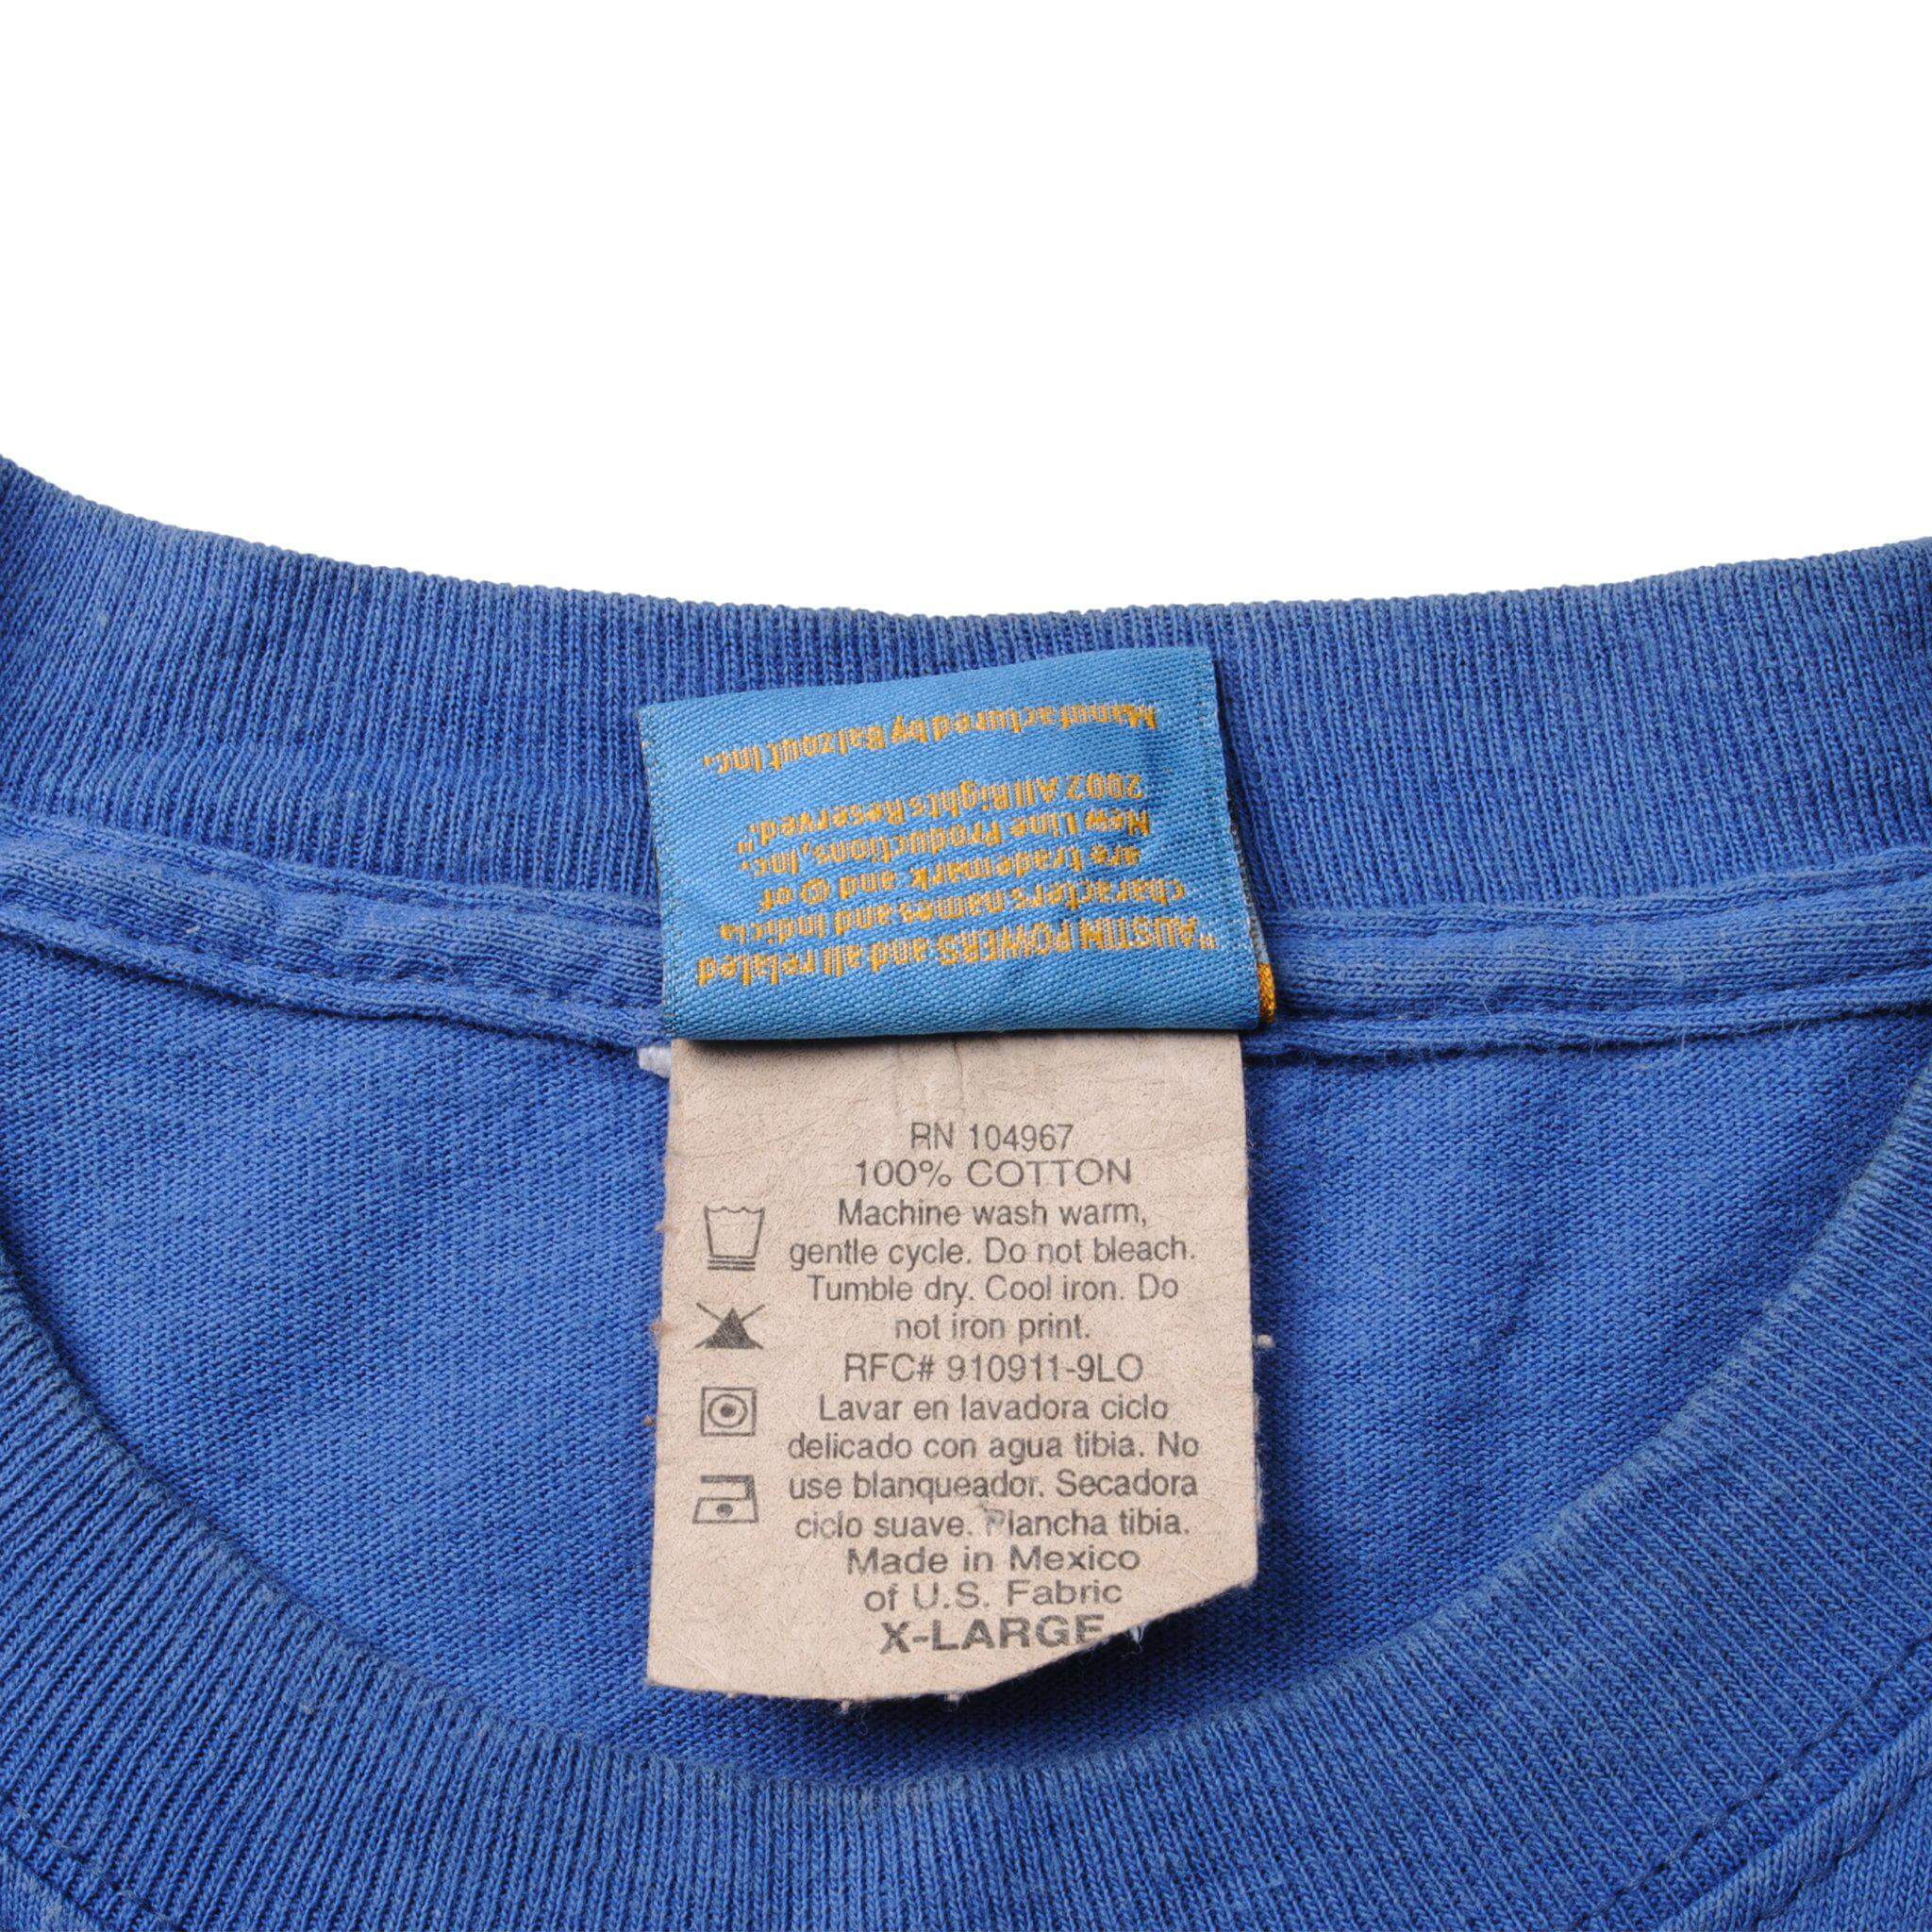 "AUSTIN POWERS and all related
characters names and indicia
are trademark and © of
New Line Productions, Inc.
2002 All Rights Reserved."
Manufactured by Balzout Inc.
RN 104967
100% COTTON
Machine wash warm,
gentle cycle. Do not bleach.
Tumble dry. Cool iron. Do
not iron print.
RFC# 910911-9LO
Lavar en lavadora ciclo
delicado con agua tibia. No
use blanqueador. Secadora
ciclo suave. Plancha tibia.
Made in Mexico
of U.S. Fabric
X-LARGE